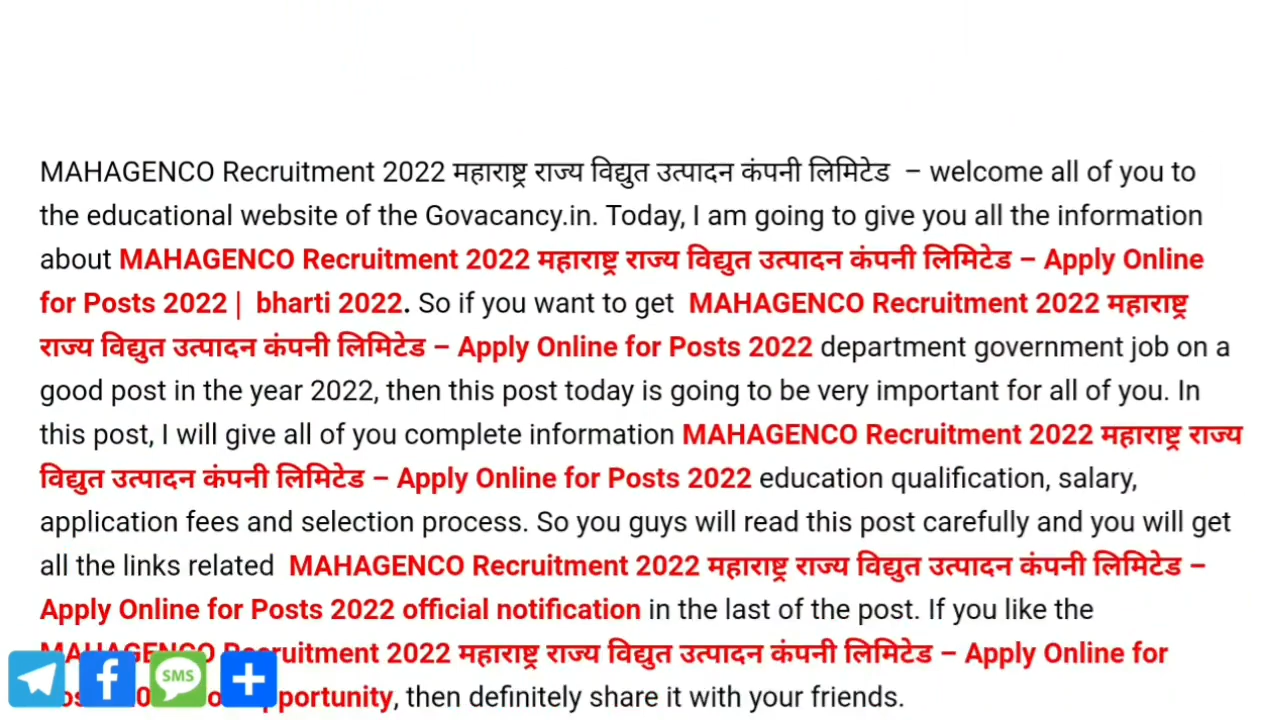 MAHAGENCO Recruitment 2022 महाराष्ट्र राज्य विद्युत उत्पादन कंपनी लिमिटेड – welcome all of you to
the educational website of the Govacancy.in. Today, I am going to give you all the information
about MAHAGENCO Recruitment 2022 महाराष्ट्र राज्य विद्युत उत्पादन कंपनी लिमिटेड – Apply Online
for Posts 2022 | bharti 2022. So if you want to get MAHAGENCO Recruitment 2022 महाराष्ट्र
राज्य विद्युत उत्पादन कंपनी लिमिटेड – Apply Online for Posts 2022 department government job on a
good post in the year 2022, then this post today is going to be very important for all of you. In
this post, I will give all of you complete information MAHAGENCO Recruitment 2022 महाराष्ट्र राज्य
विद्युत उत्पादन कंपनी लिमिटेड – Apply Online for Posts 2022 education qualification, salary,
application fees and selection process. So you guys will read this post carefully and you will get
all the links related MAHAGENCO Recruitment 2022 महाराष्ट्र राज्य विद्युत उत्पादन कंपनी लिमिटेड –
Apply Online for Posts 2022 official notification in the last of the post. If you like the
MAHAGENCO Recruitment 2022 महाराष्ट्र राज्य विद्युत उत्पादन कंपनी लिमिटेड – Apply Online for
opportunity, then definitely share it with your friends.
SMS